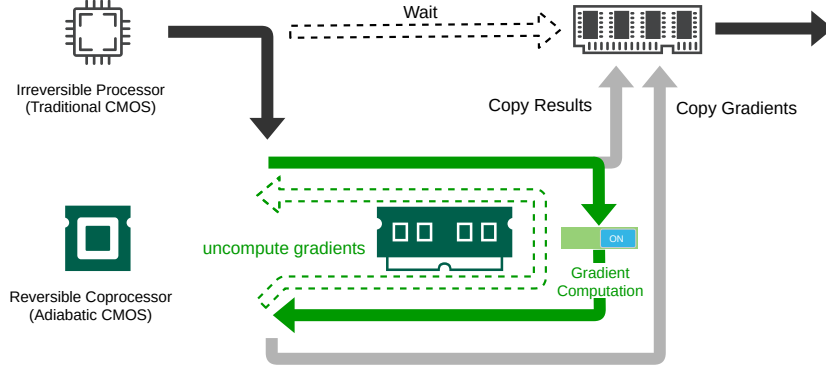 Wait
Irreversible Processor
(Traditional CMOS)
Copy Results
Copy Gradients
uncompute gradients
ON
Gradient
Computation
Reversible Coprocessor
(Adiabatic CMOS)